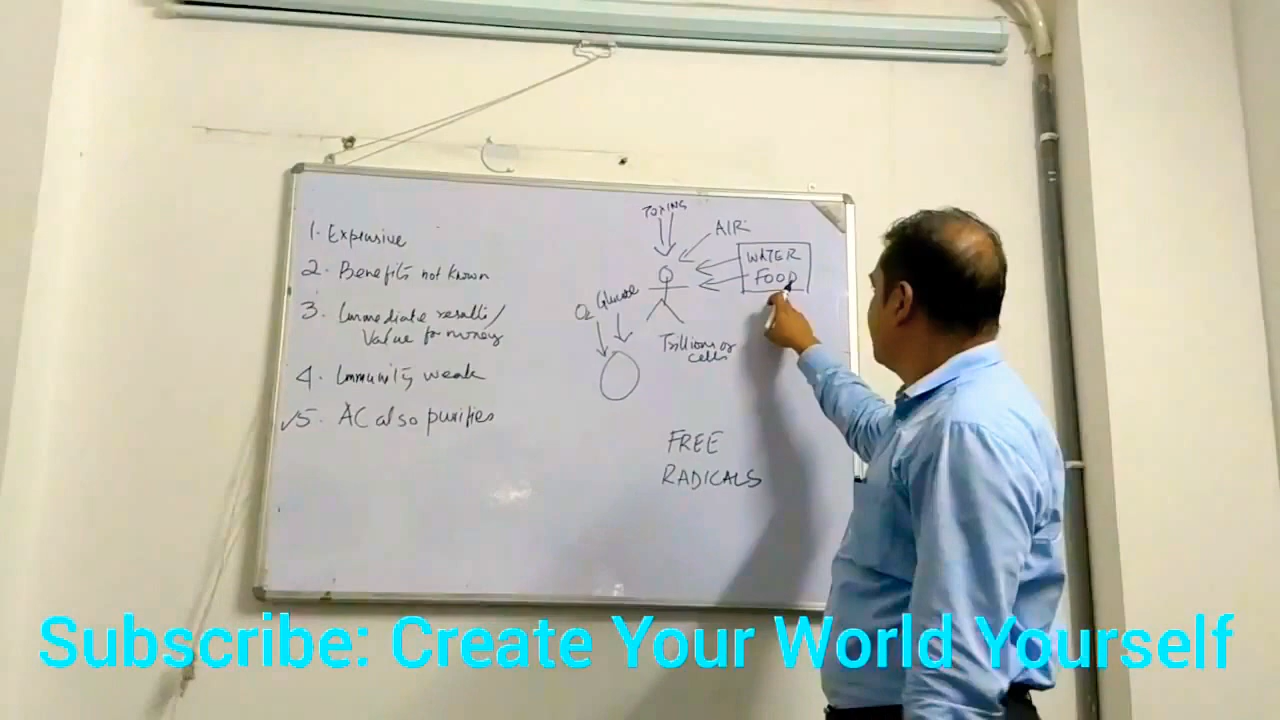 1. Expensive
2. Benefits not known
3. Immediate results/
Value for money
4. Immunity weak
✓5. AC also purifies
TOXINS
AIR
WATER
FOOD
O2 Glucose
Trillions of
cells
FREE
RADICALS
Subscribe: Create Your World Yourself